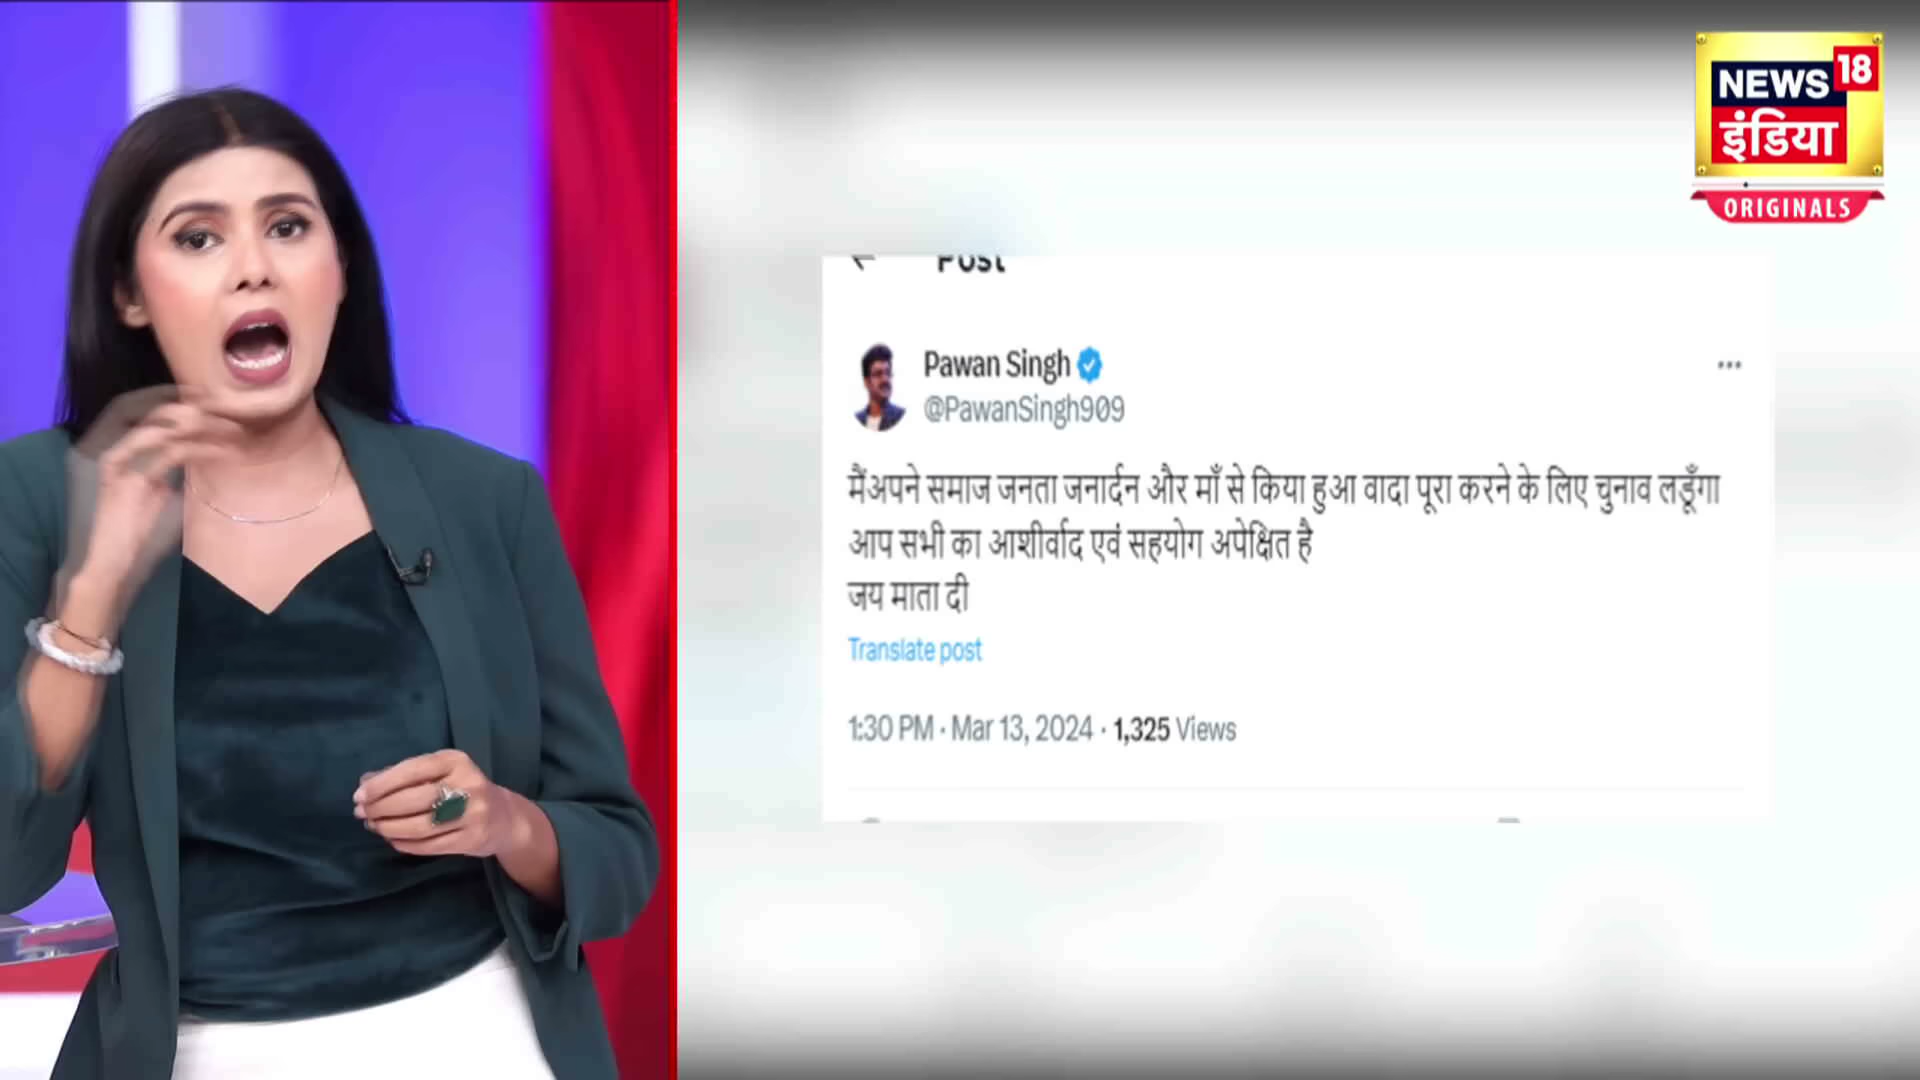 NEWS 18
इंडिया
ORIGINALS
Post
Pawan Singh
@PawanSingh909
मैंअपने समाज जनता जनार्दन और माँ से किया हुआ वादा पूरा करने के लिए चुनाव लड़ूँगा
आप सभी का आशीर्वाद एवं सहयोग अपेक्षित है
जय माता दी
Translate post
1:30 PM · Mar 13, 2024 · 1,325 Views